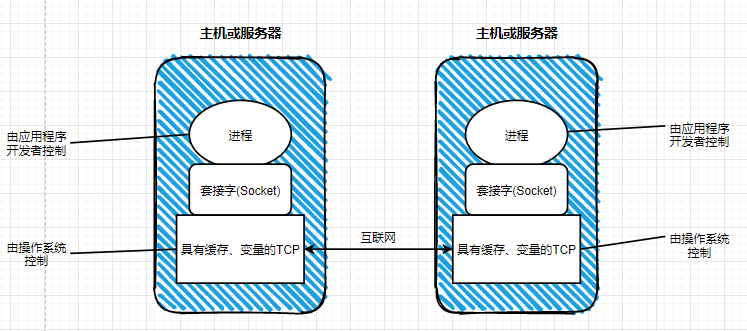 主机或服务器
主机或服务器
由应用程序
开发者控制
进程
进程
由应用程序
开发者控制
套接字(Socket)
套接字(Socket)
由操作系统
控制
具有缓存、变量的TCP
互联网
具有缓存、变量的TCP
由操作系统
控制